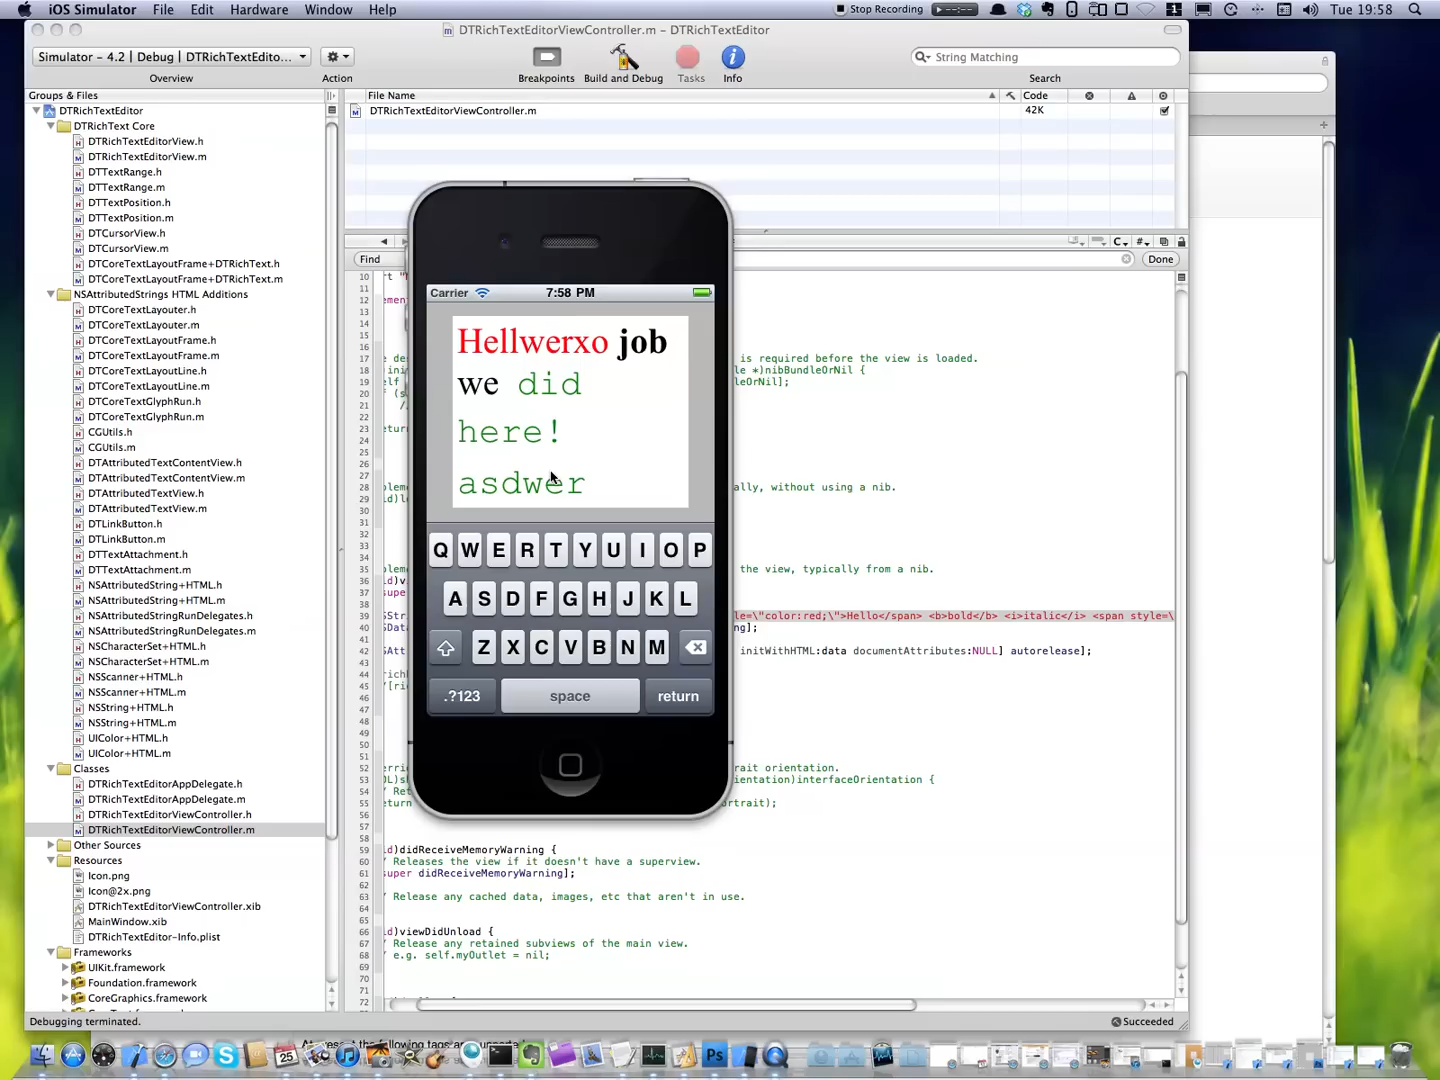 iOS Simulator File Edit Hardware Window Help
Stop Recording
Tue 19:58
DTRichTextEditorViewController.m – DTRichTextEditor
Simulator - 4.2 | Debug | DTRichTextEdito...
String Matching
Overview Action Breakpoints Build and Debug Tasks Info Search
Groups & Files
File Name
Code
DTRichTextEditorViewController.m
42K
DTRichTextEditor
DTRichText Core
DTRichTextEditorView.h
DTRichTextEditorView.m
DTTextRange.h
DTTextRange.m
DTTextPosition.h
DTTextPosition.m
DTCursorView.h
DTCursorView.m
DTCoreTextLayoutFrame+DTRichText.h
DTCoreTextLayoutFrame+DTRichText.m
NSAttributedStrings HTML Additions
DTCoreTextLayouter.h
DTCoreTextLayouter.m
DTCoreTextLayoutFrame.h
DTCoreTextLayoutFrame.m
DTCoreTextLayoutLine.h
DTCoreTextLayoutLine.m
DTCoreTextGlyphRun.h
DTCoreTextGlyphRun.m
CGUtils.h
CGUtils.m
DTAttributedTextContentView.h
DTAttributedTextContentView.m
DTAttributedTextView.h
DTAttributedTextView.m
DTLinkButton.h
DTLinkButton.m
DTTextAttachment.h
DTTextAttachment.m
NSAttributedString+HTML.h
NSAttributedString+HTML.m
NSAttributedStringRunDelegates.h
NSAttributedStringRunDelegates.m
NSCharacterSet+HTML.h
NSCharacterSet+HTML.m
NSScanner+HTML.h
NSScanner+HTML.m
NSString+HTML.h
NSString+HTML.m
UIColor+HTML.h
UIColor+HTML.m
Classes
DTRichTextEditorAppDelegate.h
DTRichTextEditorAppDelegate.m
DTRichTextEditorViewController.h
DTRichTextEditorViewController.m
Other Sources
Resources
Icon.png
Icon@2x.png
DTRichTextEditorViewController.xib
MainWindow.xib
DTRichTextEditor-Info.plist
Frameworks
UIKit.framework
Foundation.framework
CoreGraphics.framework
Debugging terminated.
Succeeded
Find
Done
is required before the view is loaded.
*)nibBundleOrNil {
ally, without using a nib.
the view, typically from a nib.
le=\"color:red;\">Hello</span> <b>bold</b> <i>italic</i> <span style=\
initWithHTML:data documentAttributes:NULL] autorelease];
trait orientation.
entation)interfaceOrientation {
ortrait);
d)didReceiveMemoryWarning {
/ Releases the view if it doesn't have a superview.
super didReceiveMemoryWarning];
/ Release any cached data, images, etc that aren't in use.
d)viewDidUnload {
/ Release any retained subviews of the main view.
/ e.g. self.myOutlet = nil;
Carrier 7:58 PM
Hellwerxo job
we did
here!
asdwer
Q W E R T Y U I O P
A S D F G H J K L
Z X C V B N M
.?123 space return